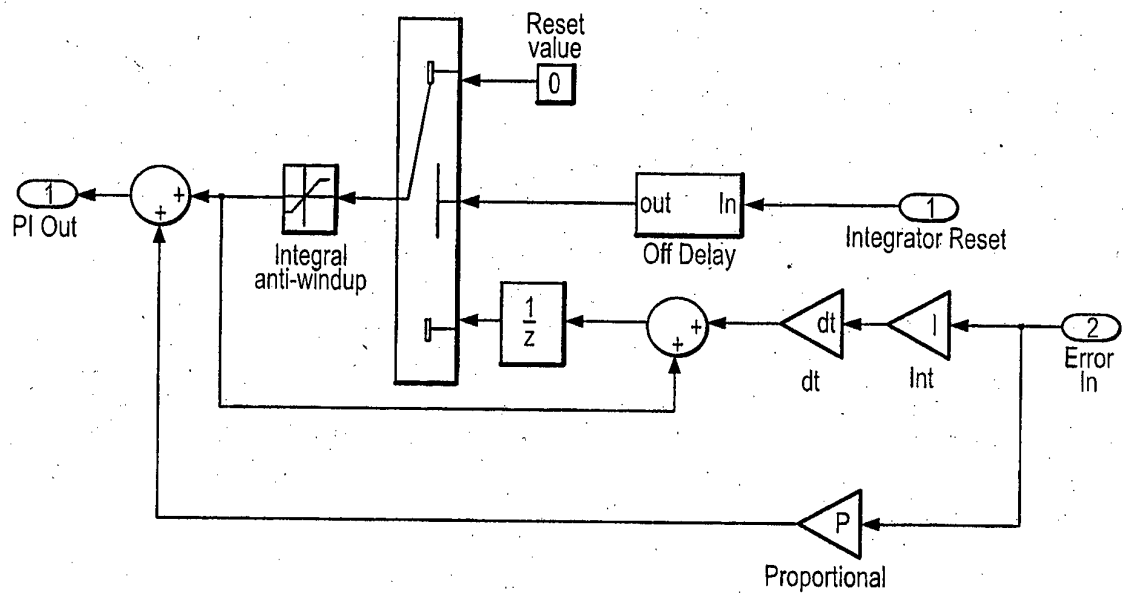 Reset
value
0
1
PI Out
+
+
Integral
anti-windup
out In
Off Delay
1
Integrator Reset
1
z
+
+
dt
dt
I
Int
2
Error
In
P
Proportional